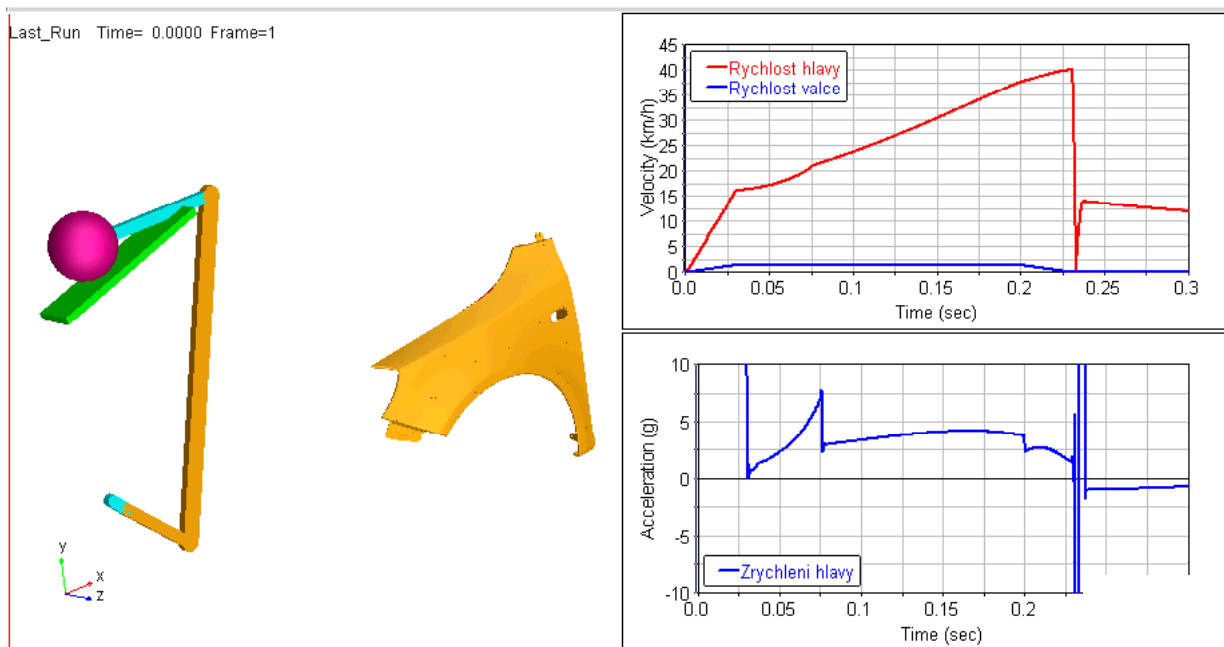 Last_Run Time= 0.0000 Frame=1
y
x
z
Velocity (km/h)
45
40
35
30
25
20
15
10
5
0
Rychlost hlavy
Rychlost valce
0.0 0.05 0.1 0.15 0.2 0.25 0.3
Time (sec)
Acceleration (g)
10
5
0
-5
-10
Zrychleni hlavy
0.0 0.05 0.1 0.15 0.2
Time (sec)